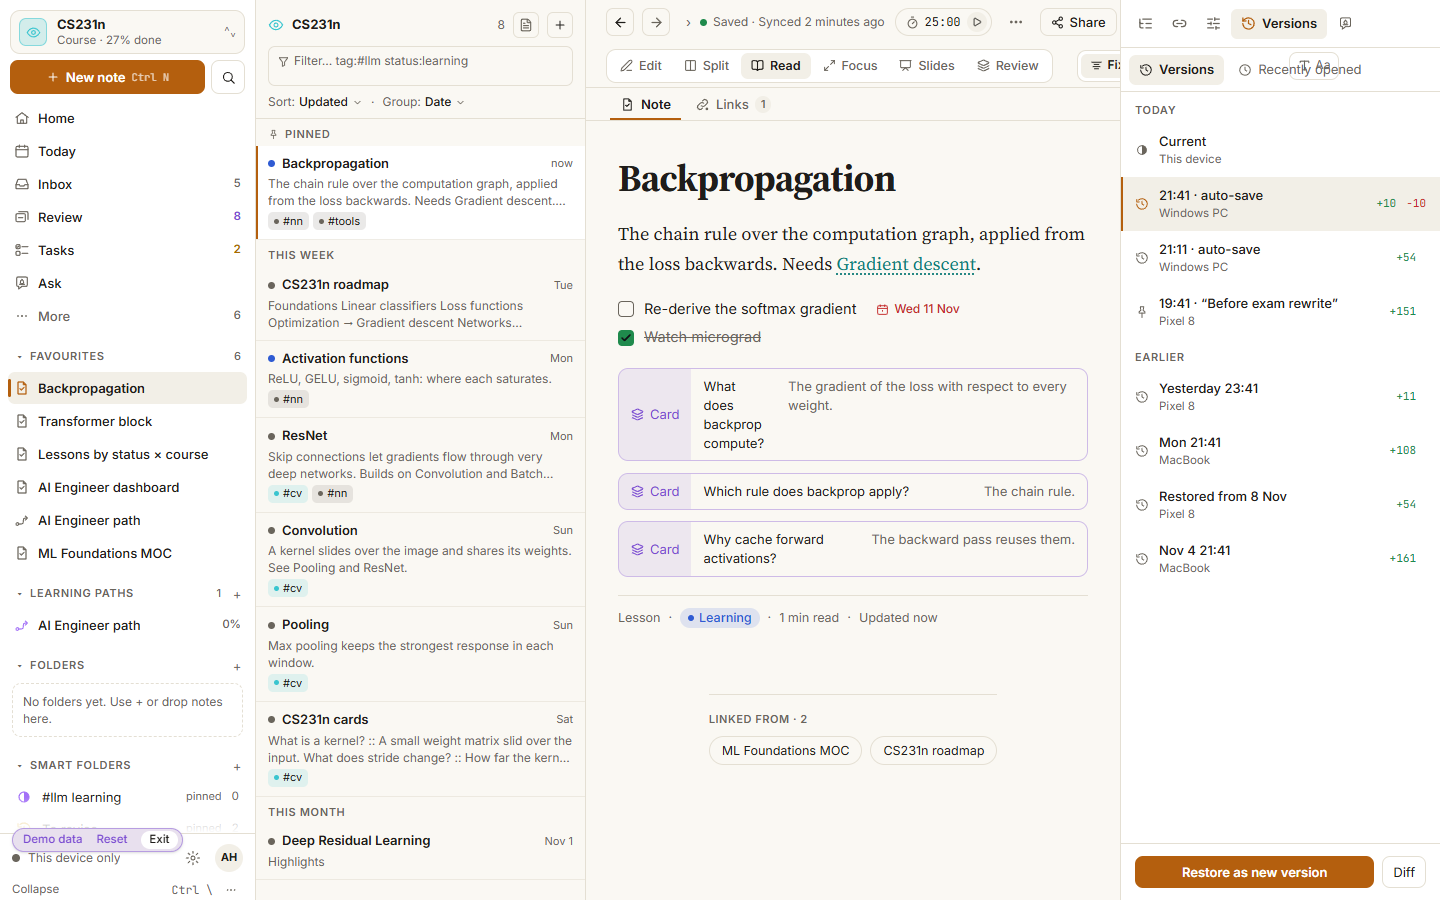 CS231n
Course · 27% done
+ New note Ctrl N
Home
Today
Inbox 5
Review 8
Tasks 2
Ask
More 6
FAVOURITES 6
Backpropagation
Transformer block
Lessons by status × course
AI Engineer dashboard
AI Engineer path
ML Foundations MOC
LEARNING PATHS 1 +
AI Engineer path 0%
FOLDERS +
No folders yet. Use + or drop notes
here.
SMART FOLDERS +
#llm learning pinned 0
Demo data Reset Exit
This device only AH
Collapse Ctrl \ ···
CS231n 8
Filter... tag:#llm status:learning
Sort: Updated · Group: Date
PINNED
Backpropagation now
The chain rule over the computation graph, applied
from the loss backwards. Needs Gradient descent....
#nn #tools
THIS WEEK
CS231n roadmap Tue
Foundations Linear classifiers Loss functions
Optimization → Gradient descent Networks...
Activation functions Mon
ReLU, GELU, sigmoid, tanh: where each saturates.
#nn
ResNet Mon
Skip connections let gradients flow through very
deep networks. Builds on Convolution and Batch...
#cv #nn
Convolution Sun
A kernel slides over the image and shares its weights.
See Pooling and ResNet.
#cv
Pooling Sun
Max pooling keeps the strongest response in each
window.
#cv
CS231n cards Sat
What is a kernel? :: A small weight matrix slid over the
input. What does stride change? :: How far the kern...
#cv
THIS MONTH
Deep Residual Learning Nov 1
Highlights
← → › Saved · Synced 2 minutes ago 25:00 ··· Share
Edit Split Read Focus Slides Review Fi
Note Links 1
Backpropagation
The chain rule over the computation graph, applied from
the loss backwards. Needs Gradient descent.
Re-derive the softmax gradient Wed 11 Nov
Watch micrograd
Card What does backprop compute? The gradient of the loss with respect to every weight.
Card Which rule does backprop apply? The chain rule.
Card Why cache forward activations? The backward pass reuses them.
Lesson · Learning · 1 min read · Updated now
LINKED FROM · 2
ML Foundations MOC CS231n roadmap
Versions
Versions Recently opened
TODAY
Current
This device
21:41 · auto-save +10 -10
Windows PC
21:11 · auto-save +54
Windows PC
19:41 · “Before exam rewrite” +151
Pixel 8
EARLIER
Yesterday 23:41 +11
Pixel 8
Mon 21:41 +108
MacBook
Restored from 8 Nov +54
Pixel 8
Nov 4 21:41 +161
MacBook
Restore as new version Diff